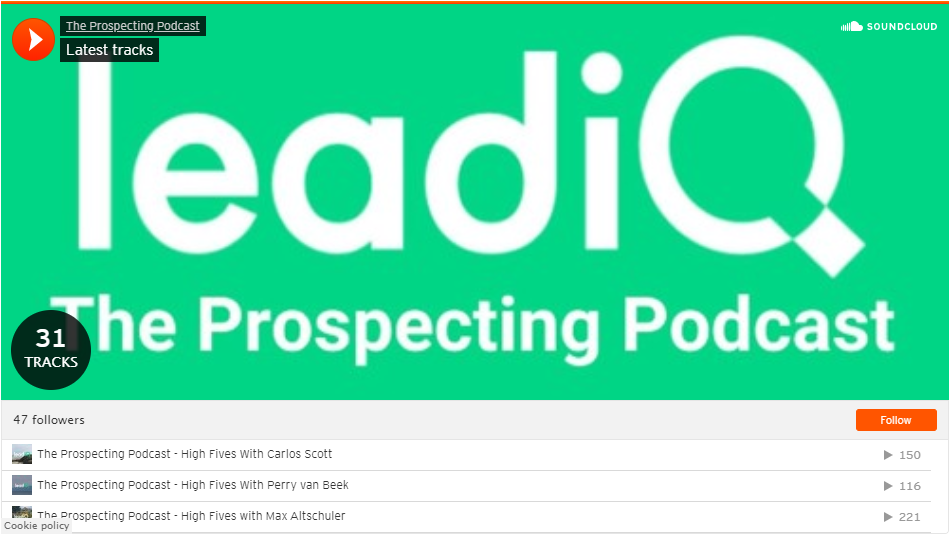 The Prospecting Podcast
Latest tracks
SOUNDCLOUD
leadiQ
The Prospecting Podcast
31
TRACKS
47 followers
Follow
The Prospecting Podcast - High Fives With Carlos Scott
150
The Prospecting Podcast - High Fives With Perry van Beek
116
The Prospecting Podcast - High Fives with Max Altschuler
221
Cookie policy